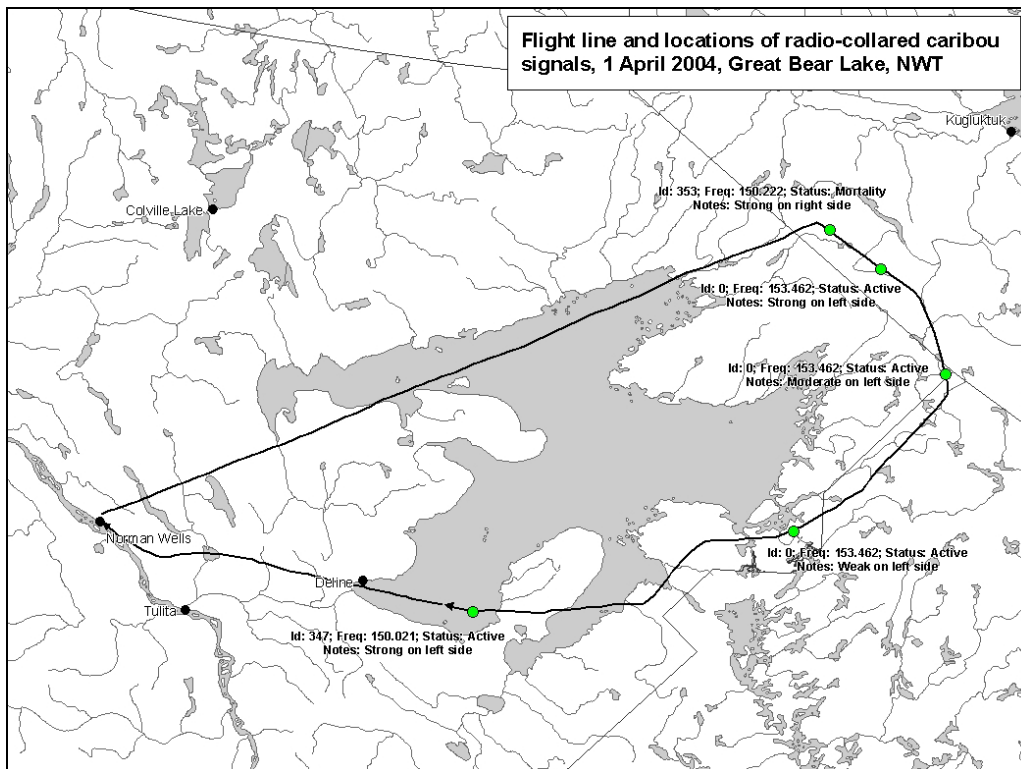 Flight line and locations of radio-collared caribou
signals, 1 April 2004, Great Bear Lake, NWT
Kugluktuk
Id: 353; Freq: 150.222; Status: Mortality
Notes: Strong on right side
Colville Lake
Id: 0; Freq: 153.462; Status: Active
Notes: Strong on left side
Id: 0; Freq: 153.462; Status: Active
Notes: Moderate on left side
Norman Wells
Id: 0; Freq: 153.462; Status: Active
Notes: Weak on left side
Deline
Tulita
Id: 347; Freq: 150.021; Status: Active
Notes: Strong on left side